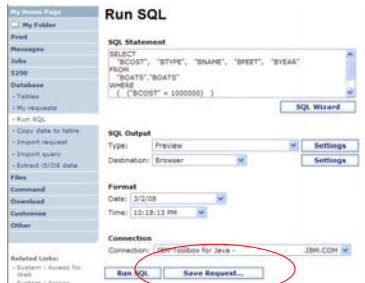 My Home Page
My Folder
Print
Messages
Jobs
5250
Database
- Tables
- My requests
- Run SQL
- Copy data to table
- Import request
- Import query
- Extract i5/OS data
Files
Command
Download
Customize
Other
Related Links:
- System i Access for
Web
- System i Access
Run SQL
SQL Statement
SELECT
"BCOST", "BTYPE", "BNAME", "BFEET", "BYEAR"
FROM
"BOATS"."BOATS"
WHERE
( ("BCOST" = 1000000) )
SQL Wizard
SQL Output
Type: Preview Settings
Destination: Browser Settings
Format
Date: 3/2/08
Time: 10:18:13 PM
Connection
Connection: IBM Toolbox for Java - .IBM.COM
Run SQL Save Request...